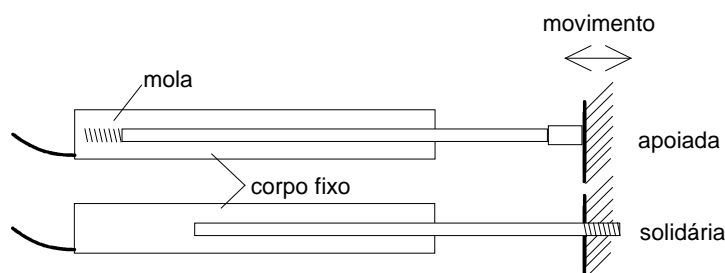 movimento
mola
apoiada
corpo fixo
solidária